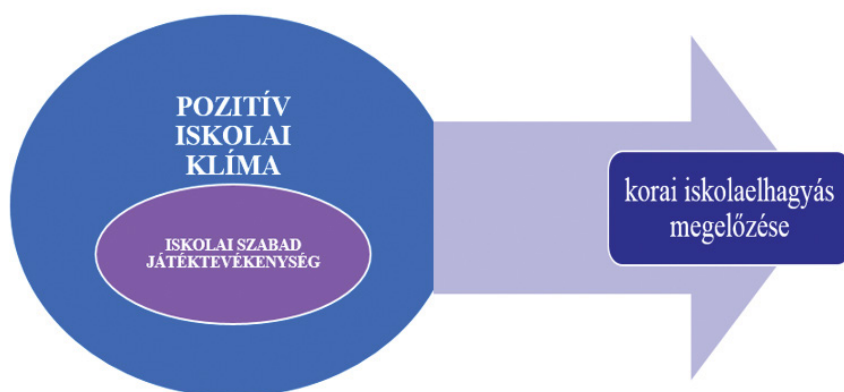 POZITÍV
ISKOLAI
KLÍMA
ISKOLAI SZABAD
JÁTÉKTEVÉKENYSÉG
korai iskolaelhagyás
megelőzése